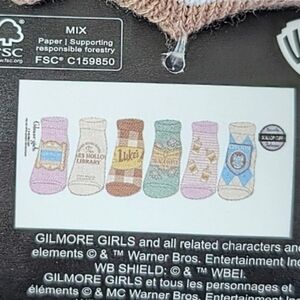 FSC
www.fsc.org
MIX
Paper | Supporting
responsible forestry
FSC® C159850
Gilmore girls
STARS HOLLOW
LIBRARY
Luke's
GILMORE GIRLS and all related characters and
elements © & ™ Warner Bros. Entertainment Inc
WB SHIELD: © & ™ WBEI.
GILMORE GIRLS et tous les personnages et
éléments © & MC Warner Bros. Entertainment